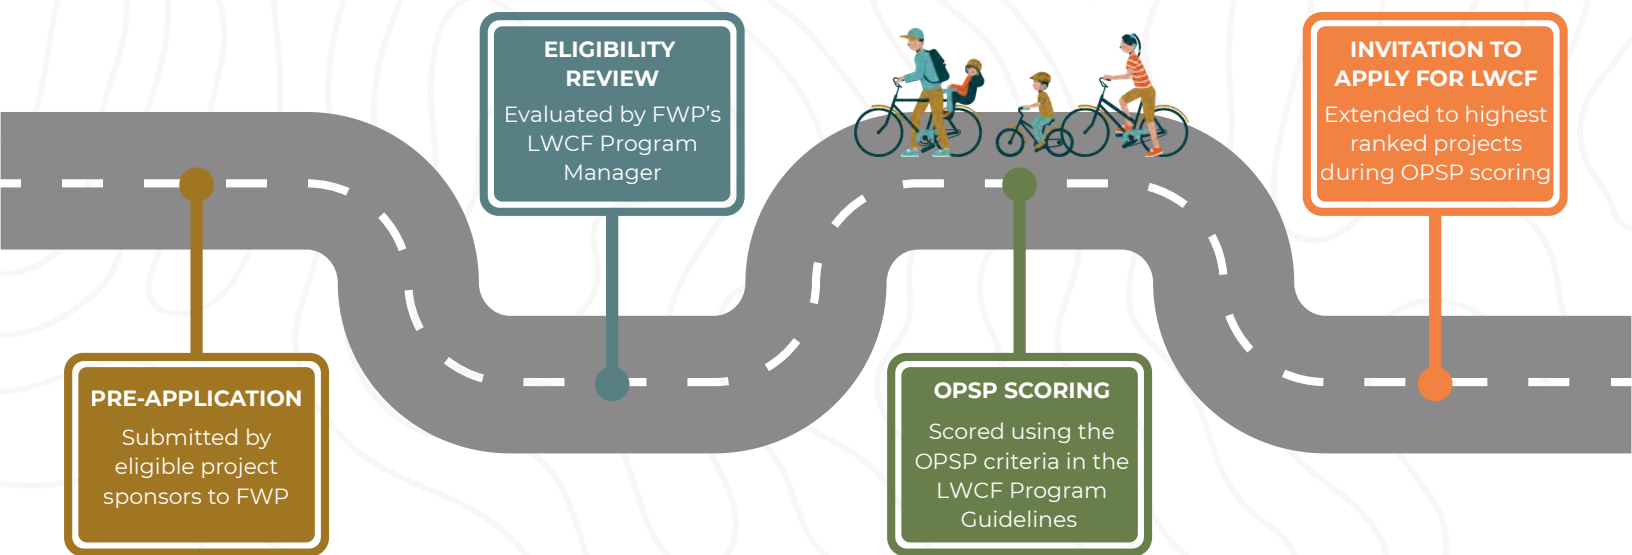 PRE-APPLICATION
Submitted by
eligible project
sponsors to FWP
ELIGIBILITY
REVIEW
Evaluated by FWP's
LWCF Program
Manager
OPSP SCORING
Scored using the
OPSP criteria in the
LWCF Program
Guidelines
INVITATION TO
APPLY FOR LWCF
Extended to highest
ranked projects
during OPSP scoring